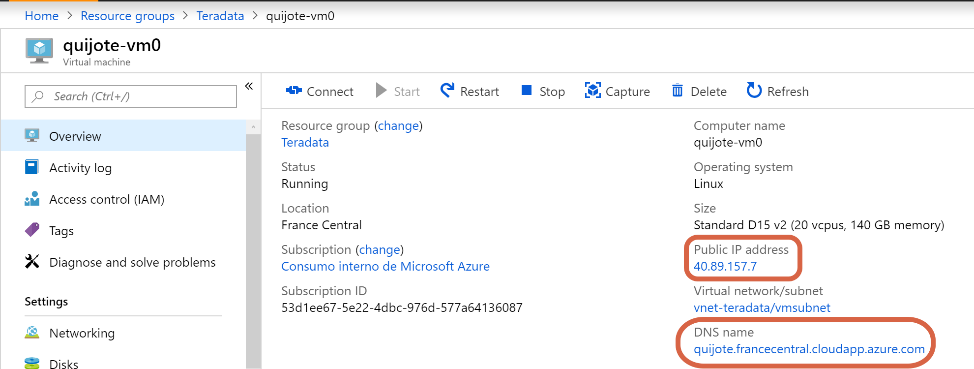 Home > Resource groups > Teradata > quijote-vm0
quijote-vm0
Virtual machine
Search (Ctrl+/)
«
Overview
Activity log
Access control (IAM)
Tags
Diagnose and solve problems
Settings
Networking
Disks
Connect Start Restart Stop Capture Delete Refresh
Resource group (change)
Teradata
Status
Running
Location
France Central
Subscription (change)
Consumo interno de Microsoft Azure
Subscription ID
53d1ee67-5e22-4dbc-976d-577a64136087
Computer name
quijote-vm0
Operating system
Linux
Size
Standard D15 v2 (20 vcpus, 140 GB memory)
Public IP address
40.89.157.7
Virtual network/subnet
vnet-teradata/vmsubnet
DNS name
quijote.francecentral.cloudapp.azure.com